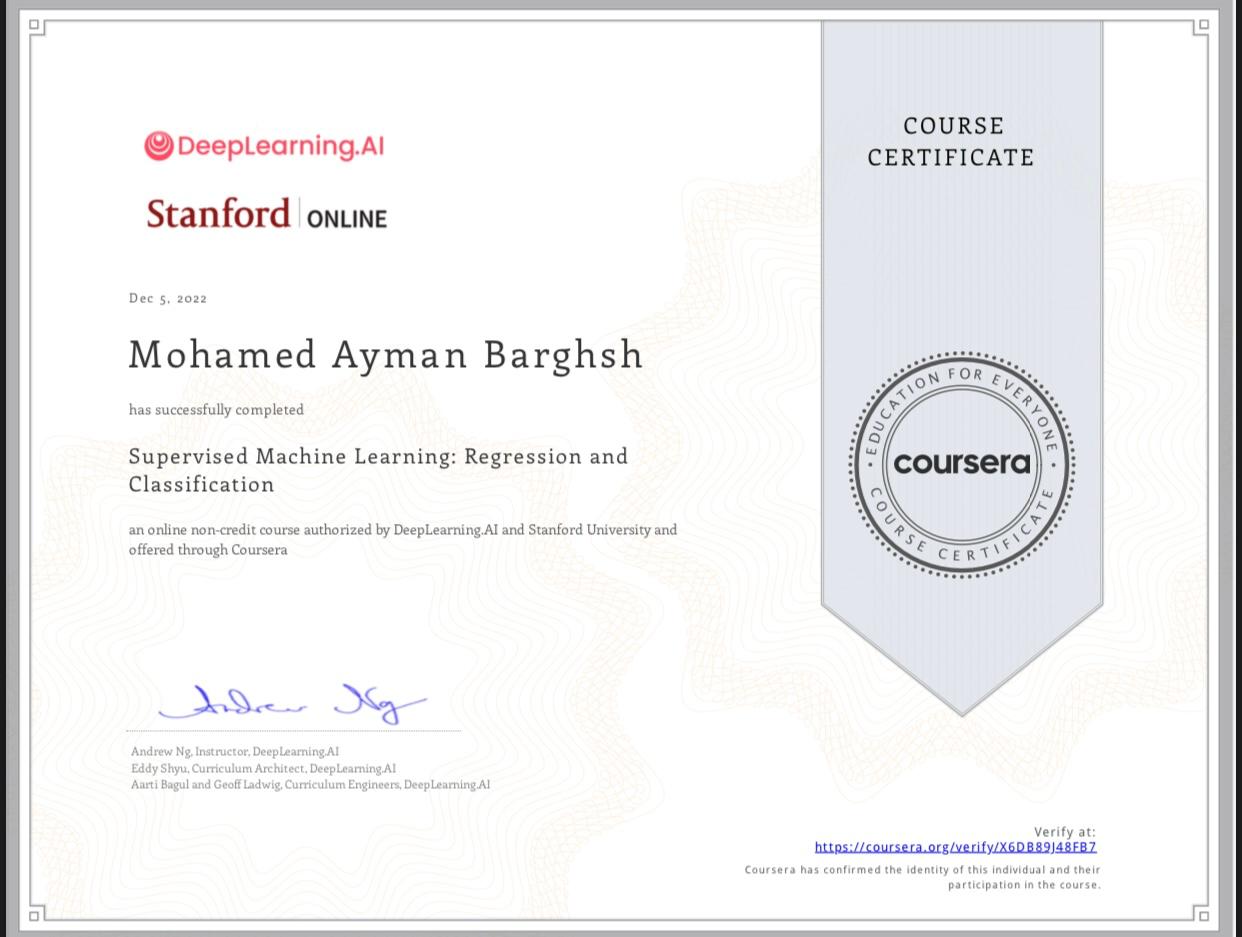 DeepLearning.AI
Stanford ONLINE
Dec 5, 2022
Mohamed Ayman Barghsh
has successfully completed
Supervised Machine Learning: Regression and
Classification
an online non-credit course authorized by DeepLearning.AI and Stanford University and
offered through Coursera
Andrew Ng
Andrew Ng, Instructor, DeepLearning.AI
Eddy Shyu, Curriculum Architect, DeepLearning.AI
Aarti Bagul and Geoff Ladwig, Curriculum Engineers, DeepLearning.AI
COURSE
CERTIFICATE
EDUCATION FOR EVERYONE
coursera
COURSE CERTIFICATE
Verify at:
https://coursera.org/verify/X6DB89J48FB7
Coursera has confirmed the identity of this individual and their
participation in the course.